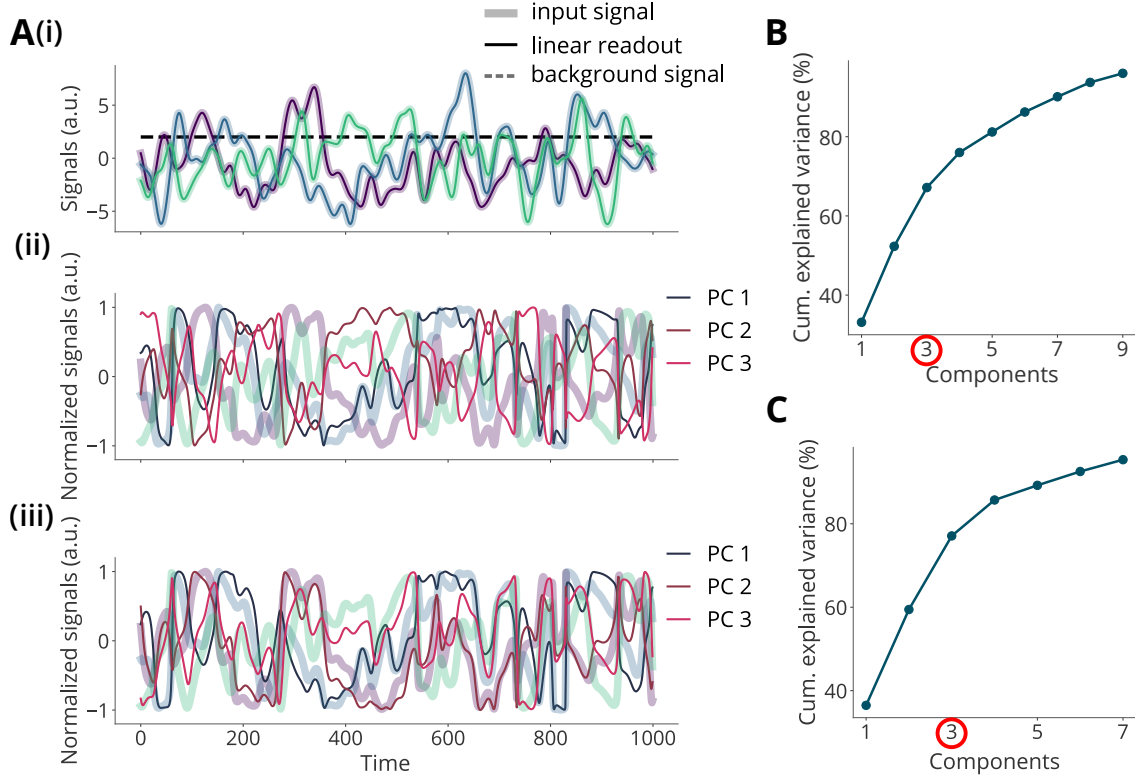 A(i)
input signal
linear readout
background signal
Signals (a.u.)
5
0
−5
(ii)
Normalized signals (a.u.)
1
0
−1
PC 1
PC 2
PC 3
(iii)
Normalized signals (a.u.)
1
0
−1
PC 1
PC 2
PC 3
0 200 400 600 800 1000
Time
B
Cum. explained variance (%)
80
60
40
1 3 5 7 9
Components
C
Cum. explained variance (%)
80
60
40
1 3 5 7
Components